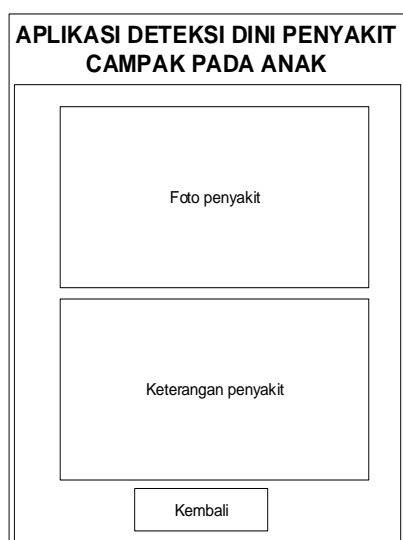 APLIKASI DETEKSI DINI PENYAKIT
CAMPAK PADA ANAK
Foto penyakit
Keterangan penyakit
Kembali